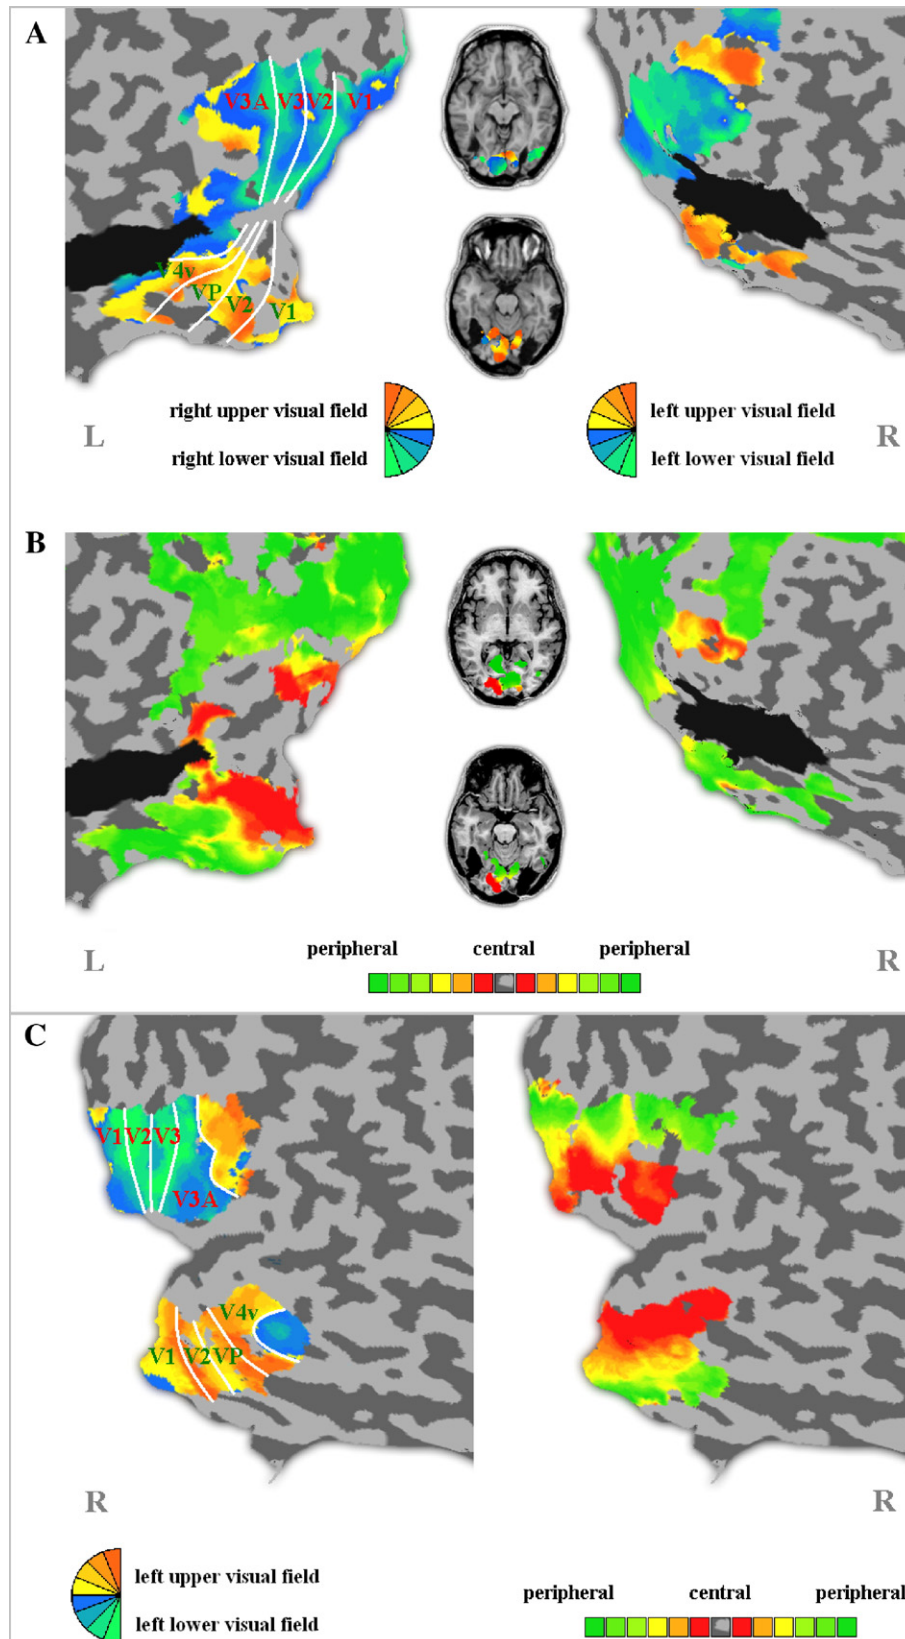 A
V3A V3 V2 V1
V4v
VP
V2
V1
right upper visual field
left upper visual field
L
R
right lower visual field
left lower visual field
B
peripheral central peripheral
L
R
C
V1 V2 V3
V3A
V4v
V1 V2 VP
R
R
left upper visual field
left lower visual field
peripheral central peripheral